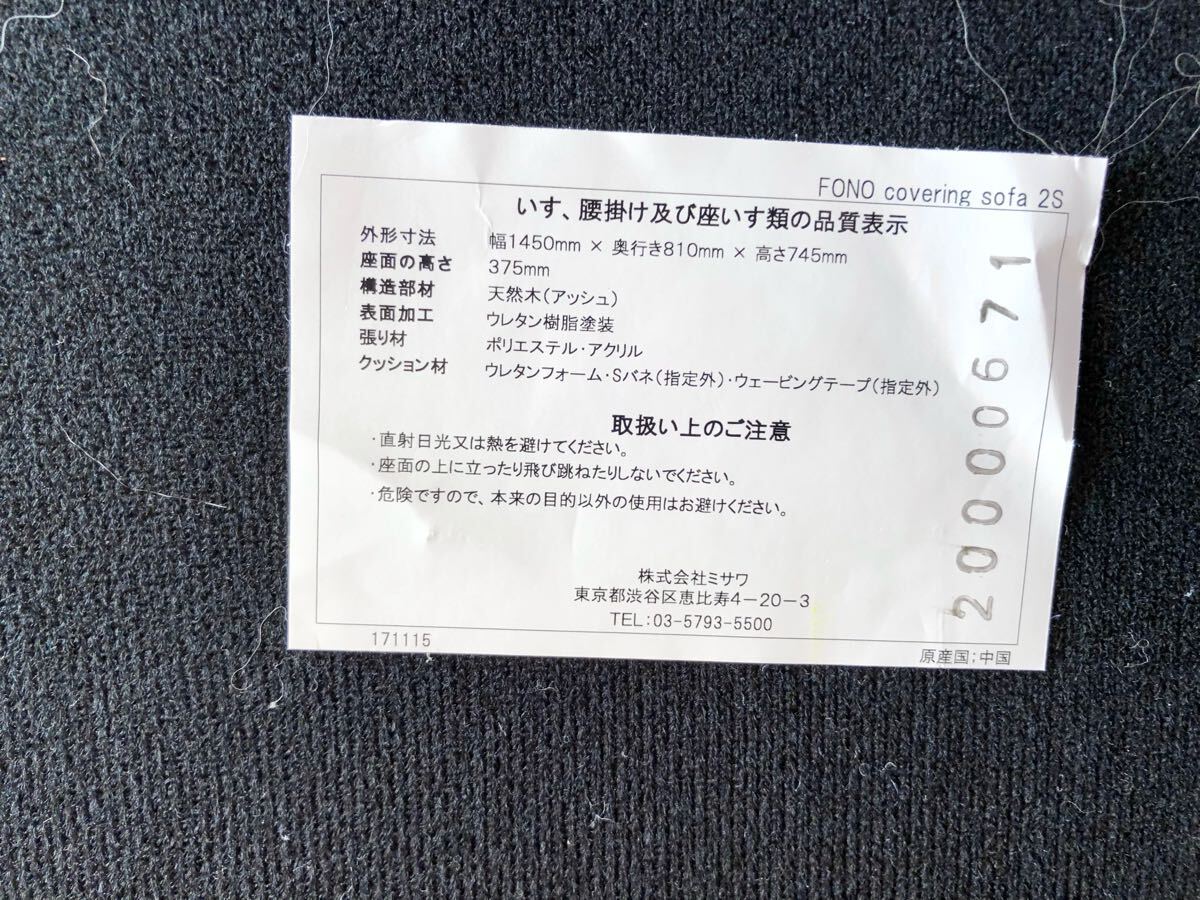 FONO covering sofa 2S
いす、腰掛け及び座いす類の品質表示
外形寸法 幅1450mm × 奥行き810mm × 高さ745mm
座面の高さ 375mm
構造部材 天然木(アッシュ)
表面加工 ウレタン樹脂塗装
張り材 ポリエステル・アクリル
クッション材 ウレタンフォーム・Sバネ(指定外)・ウェービングテープ(指定外)
取扱い上のご注意
・直射日光又は熱を避けてください。
・座面の上に立ったり飛び跳ねたりしないでください。
・危険ですので、本来の目的以外の使用はお避けください。
株式会社ミサワ
東京都渋谷区恵比寿4-20-3
TEL:03-5793-5500
171115
原産国;中国
20000671